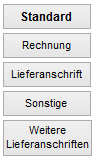 Standard
Rechnung
Lieferanschrift
Sonstige
Weitere
Lieferanschriften